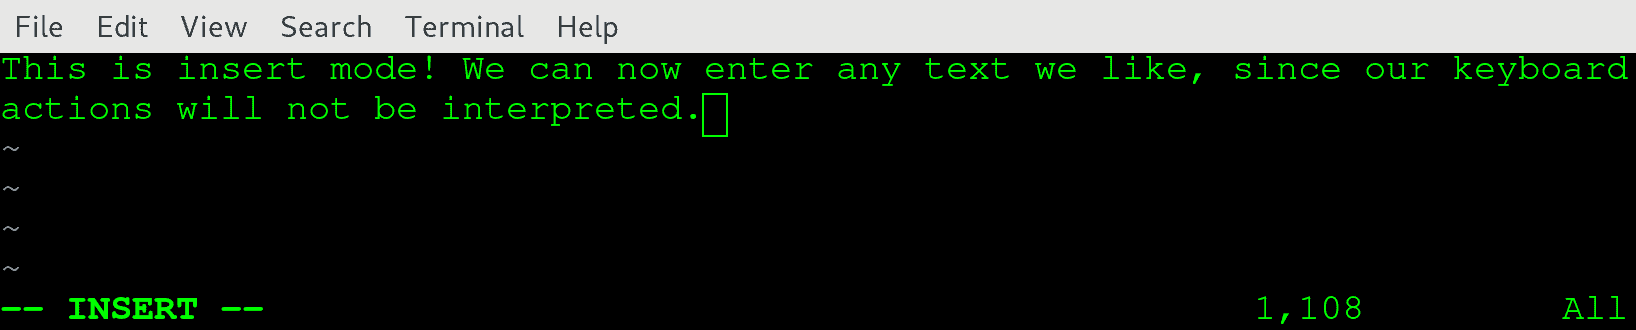 File Edit View Search Terminal Help
This is insert mode! We can now enter any text we like, since our keyboard
actions will not be interpreted.
~
~
~
~
-- INSERT -- 1,108 All